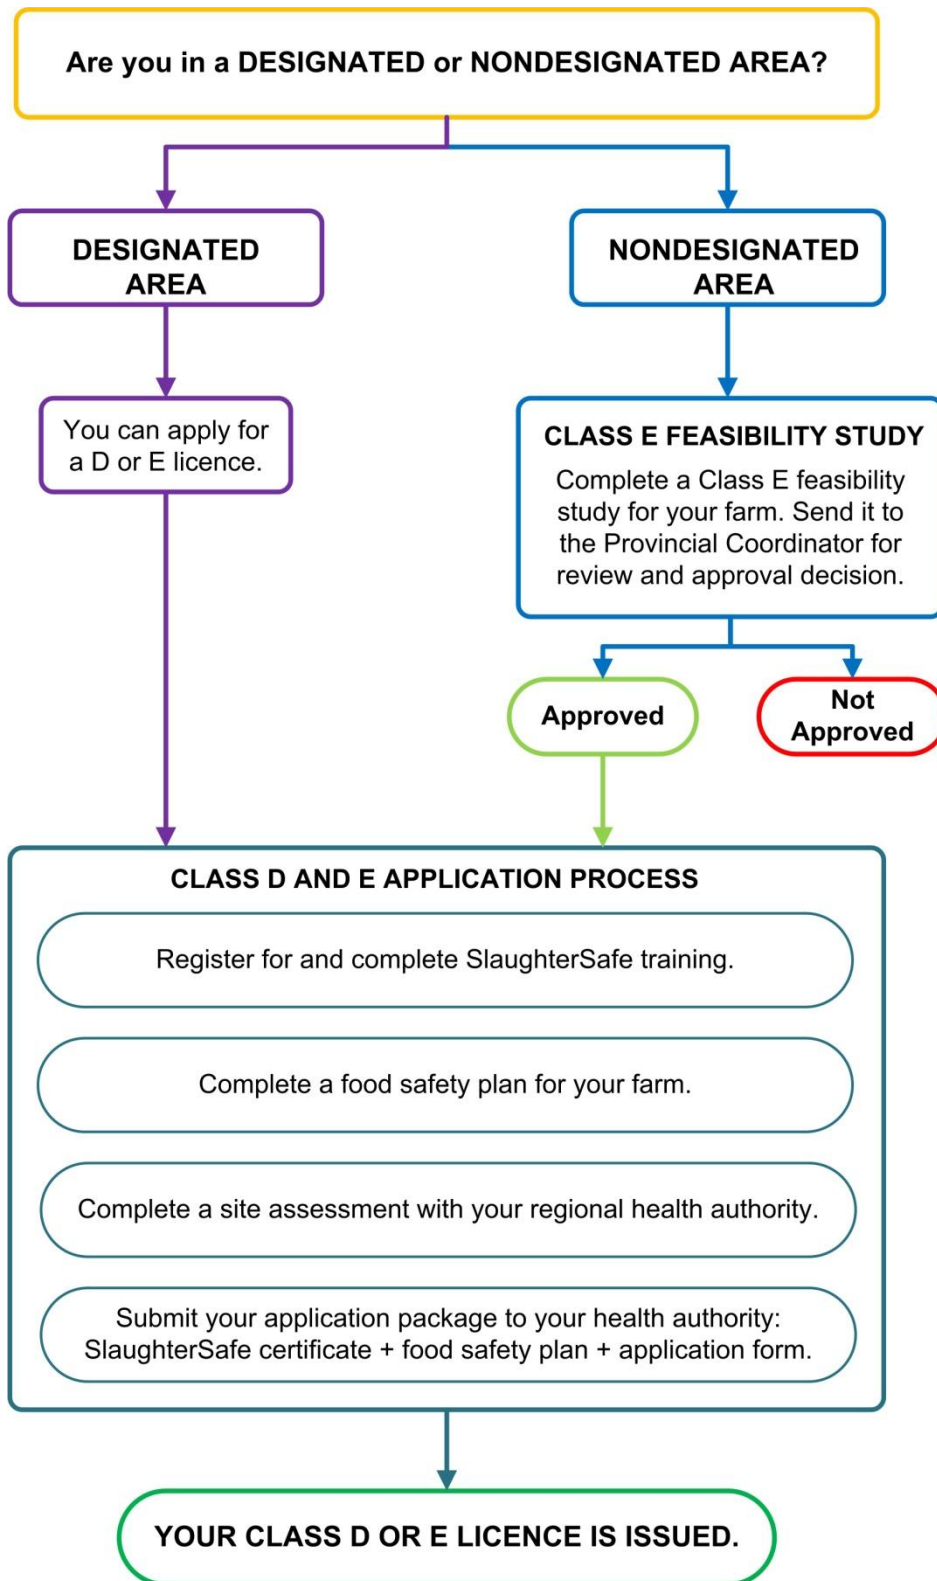 Are you in a DESIGNATED or NONDESIGNATED AREA?
DESIGNATED
AREA
NONDESIGNATED
AREA
You can apply for
a D or E licence.
CLASS E FEASIBILITY STUDY
Complete a Class E feasibility
study for your farm. Send it to
the Provincial Coordinator for
review and approval decision.
Approved
Not
Approved
CLASS D AND E APPLICATION PROCESS
Register for and complete SlaughterSafe training.
Complete a food safety plan for your farm.
Complete a site assessment with your regional health authority.
Submit your application package to your health authority:
SlaughterSafe certificate + food safety plan + application form.
YOUR CLASS D OR E LICENCE IS ISSUED.